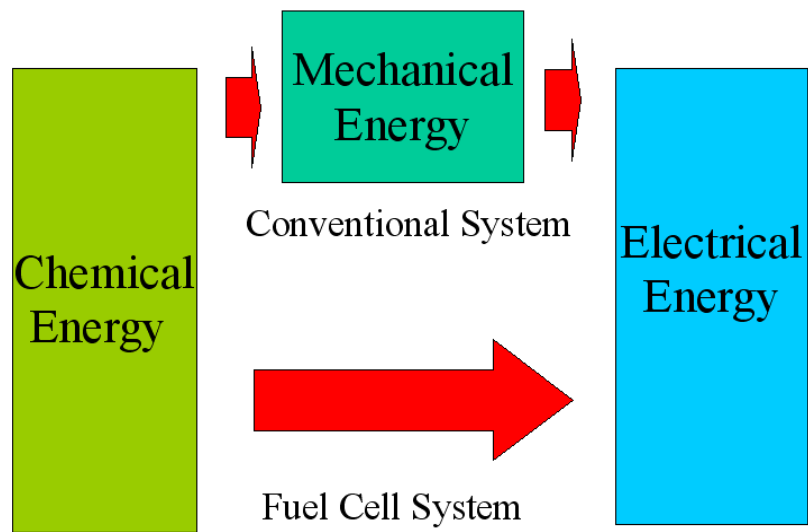 Mechanical
Energy
Conventional System
Chemical
Energy
Electrical
Energy
Fuel Cell System